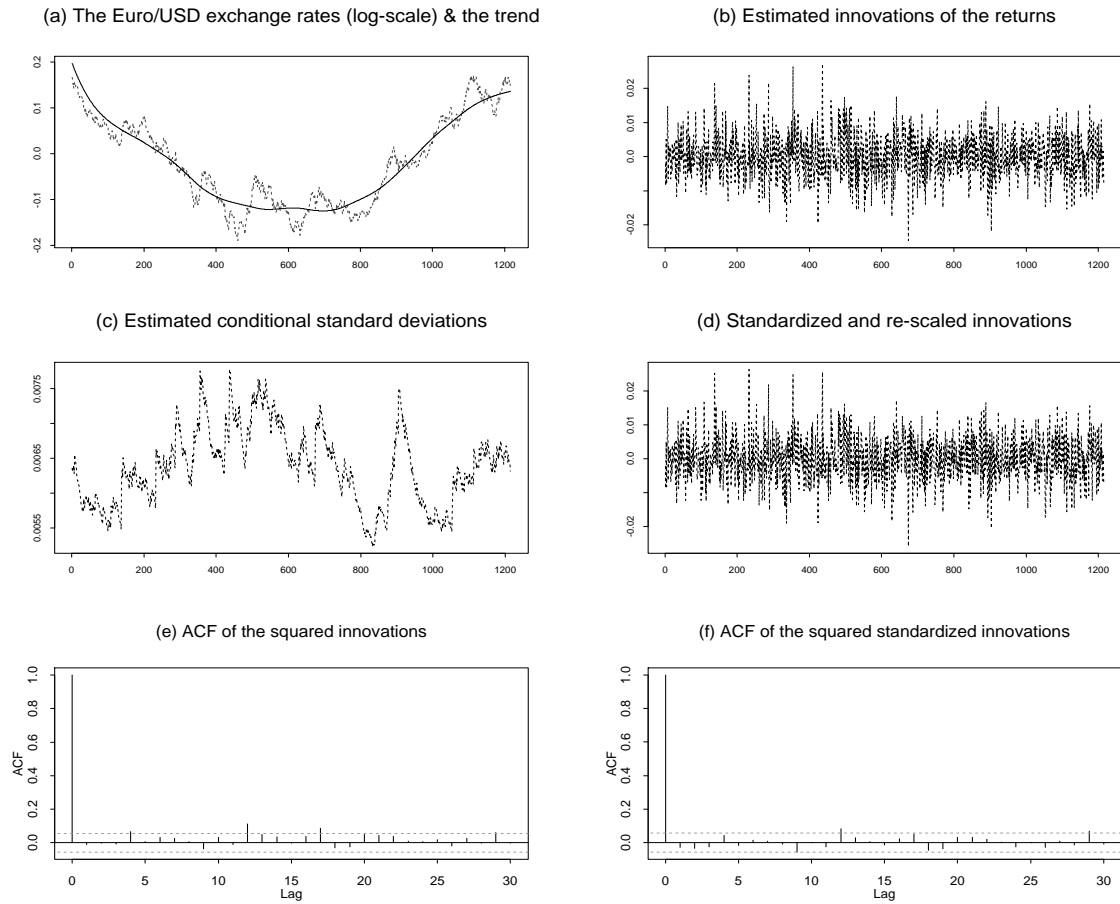 (a) The Euro/USD exchange rates (log-scale) & the trend
0.2
0.1
0.0
-0.1
-0.2
0 200 400 600 800 1000 1200
(b) Estimated innovations of the returns
0.02
0.01
0.0
-0.02
0 200 400 600 800 1000 1200
(c) Estimated conditional standard deviations
0.0075
0.0065
0.0055
0 200 400 600 800 1000 1200
(d) Standardized and re-scaled innovations
0.02
0.0
-0.02
0 200 400 600 800 1000 1200
(e) ACF of the squared innovations
ACF
1.0
0.8
0.6
0.4
0.2
0.0
0 5 10 15 20 25 30
Lag
(f) ACF of the squared standardized innovations
ACF
1.0
0.8
0.6
0.4
0.2
0.0
0 5 10 15 20 25 30
Lag